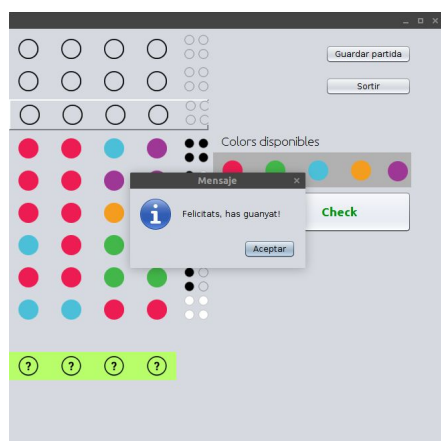 Guardar partida
Sortir
Colors disponibles
Mensaje
Felicitats, has guanyat!
Check
Aceptar
? ? ? ?